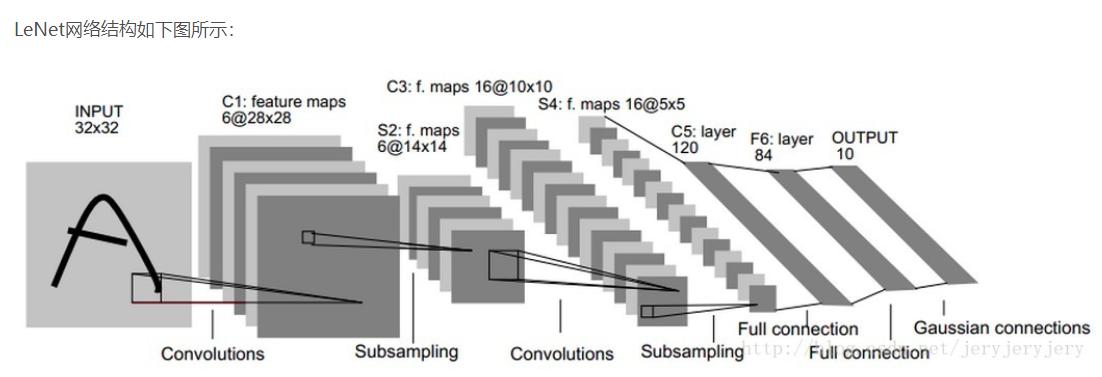 LeNet网络结构如下图所示：
INPUT
32x32
C1: feature maps
6@28x28
S2: f. maps
6@14x14
C3: f. maps 16@10x10
S4: f. maps 16@5x5
C5: layer
120
F6: layer
84
OUTPUT
10
Convolutions
Subsampling
Convolutions
Subsampling
Full connection
Full connection
Gaussian connections
http://blog.csdn.net/jeryjeryjery